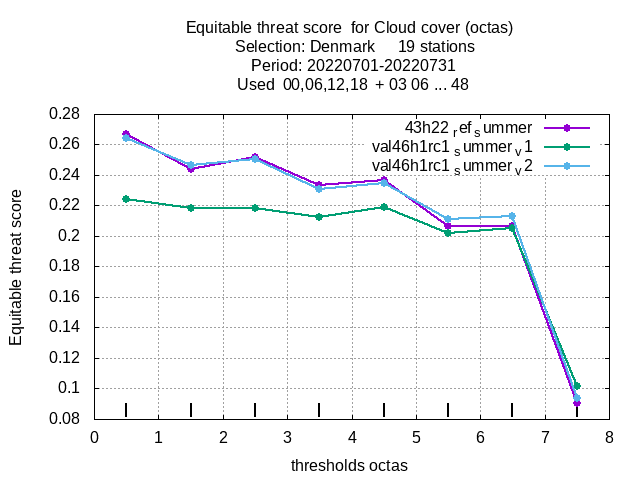 Equitable threat score  for Cloud cover (octas)
Selection: Denmark     19 stations
Period: 20220701-20220731
Used  00,06,12,18  + 03 06 ... 48
43h22 ref summer
val46h1rc1 summer v1
val46h1rc1 summer v2
Equitable threat score
0.28
0.26
0.24
0.22
0.2
0.18
0.16
0.14
0.12
0.1
0.08
0 1 2 3 4 5 6 7 8
thresholds octas